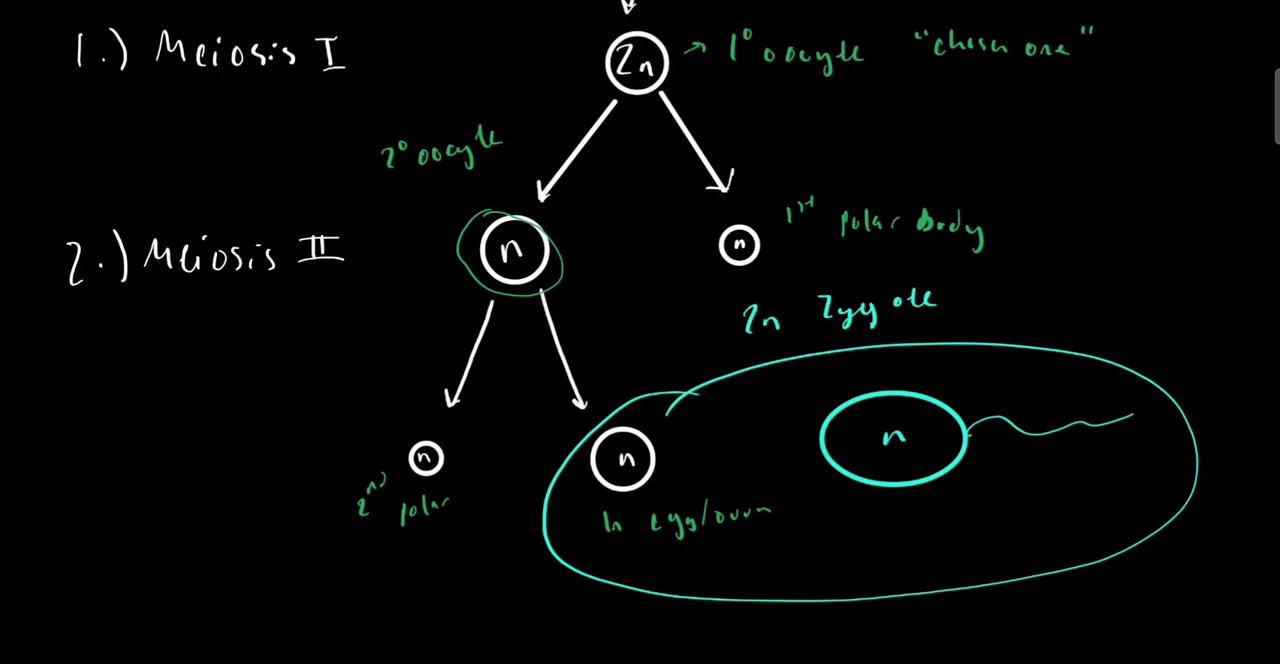 1.) Meiosis I
2n → 1° oocyte "chosen one"
2° oocyte
2.) Meiosis II
n
n
1st polar body
2n Zygote
n
n
n
2nd polar
1n egg/ovum